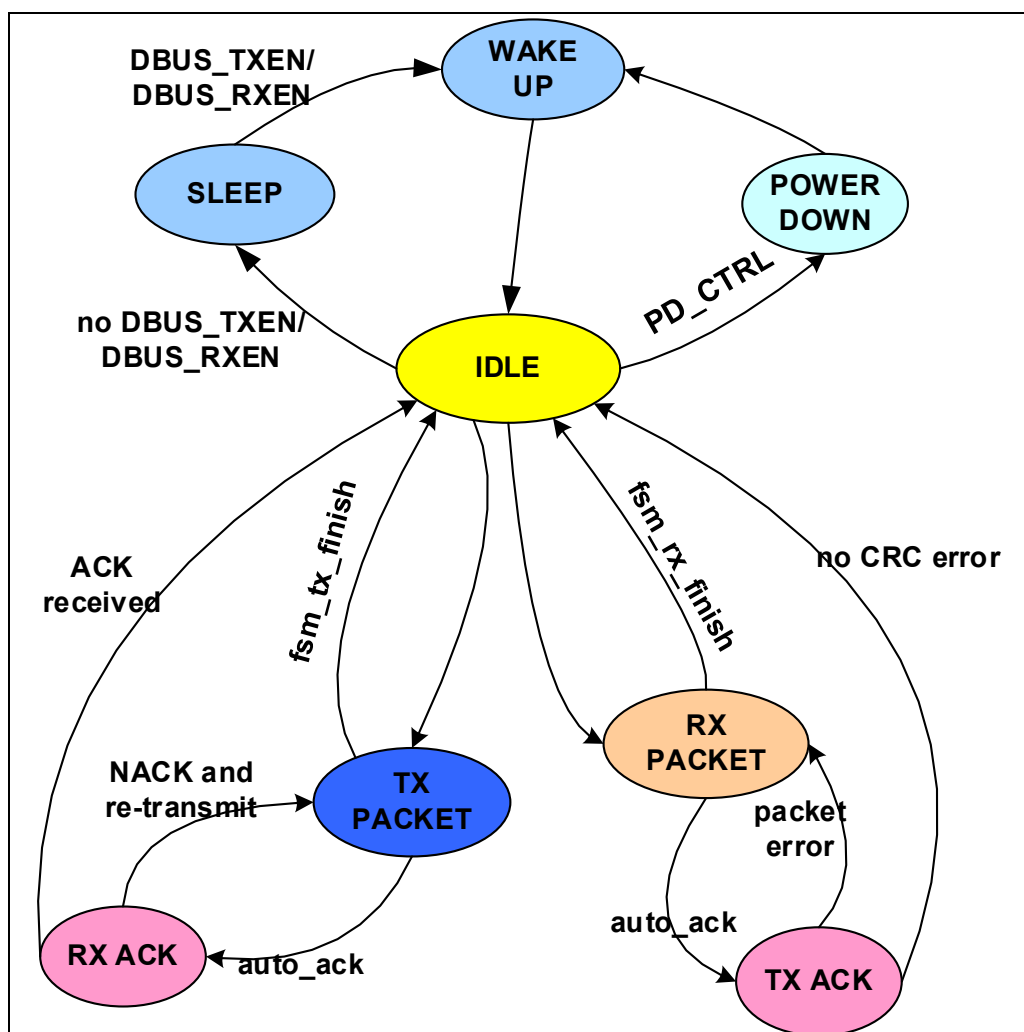 DBUS_TXEN/
DBUS_RXEN
WAKE
UP
SLEEP
POWER
DOWN
PD_CTRL
no DBUS_TXEN/
DBUS_RXEN
IDLE
ACK
received
fsm_tx_finish
fsm_rx_finish
no CRC error
NACK and
re-transmit
TX
PACKET
RX
PACKET
packet
error
auto_ack
RX ACK
auto_ack
TX ACK